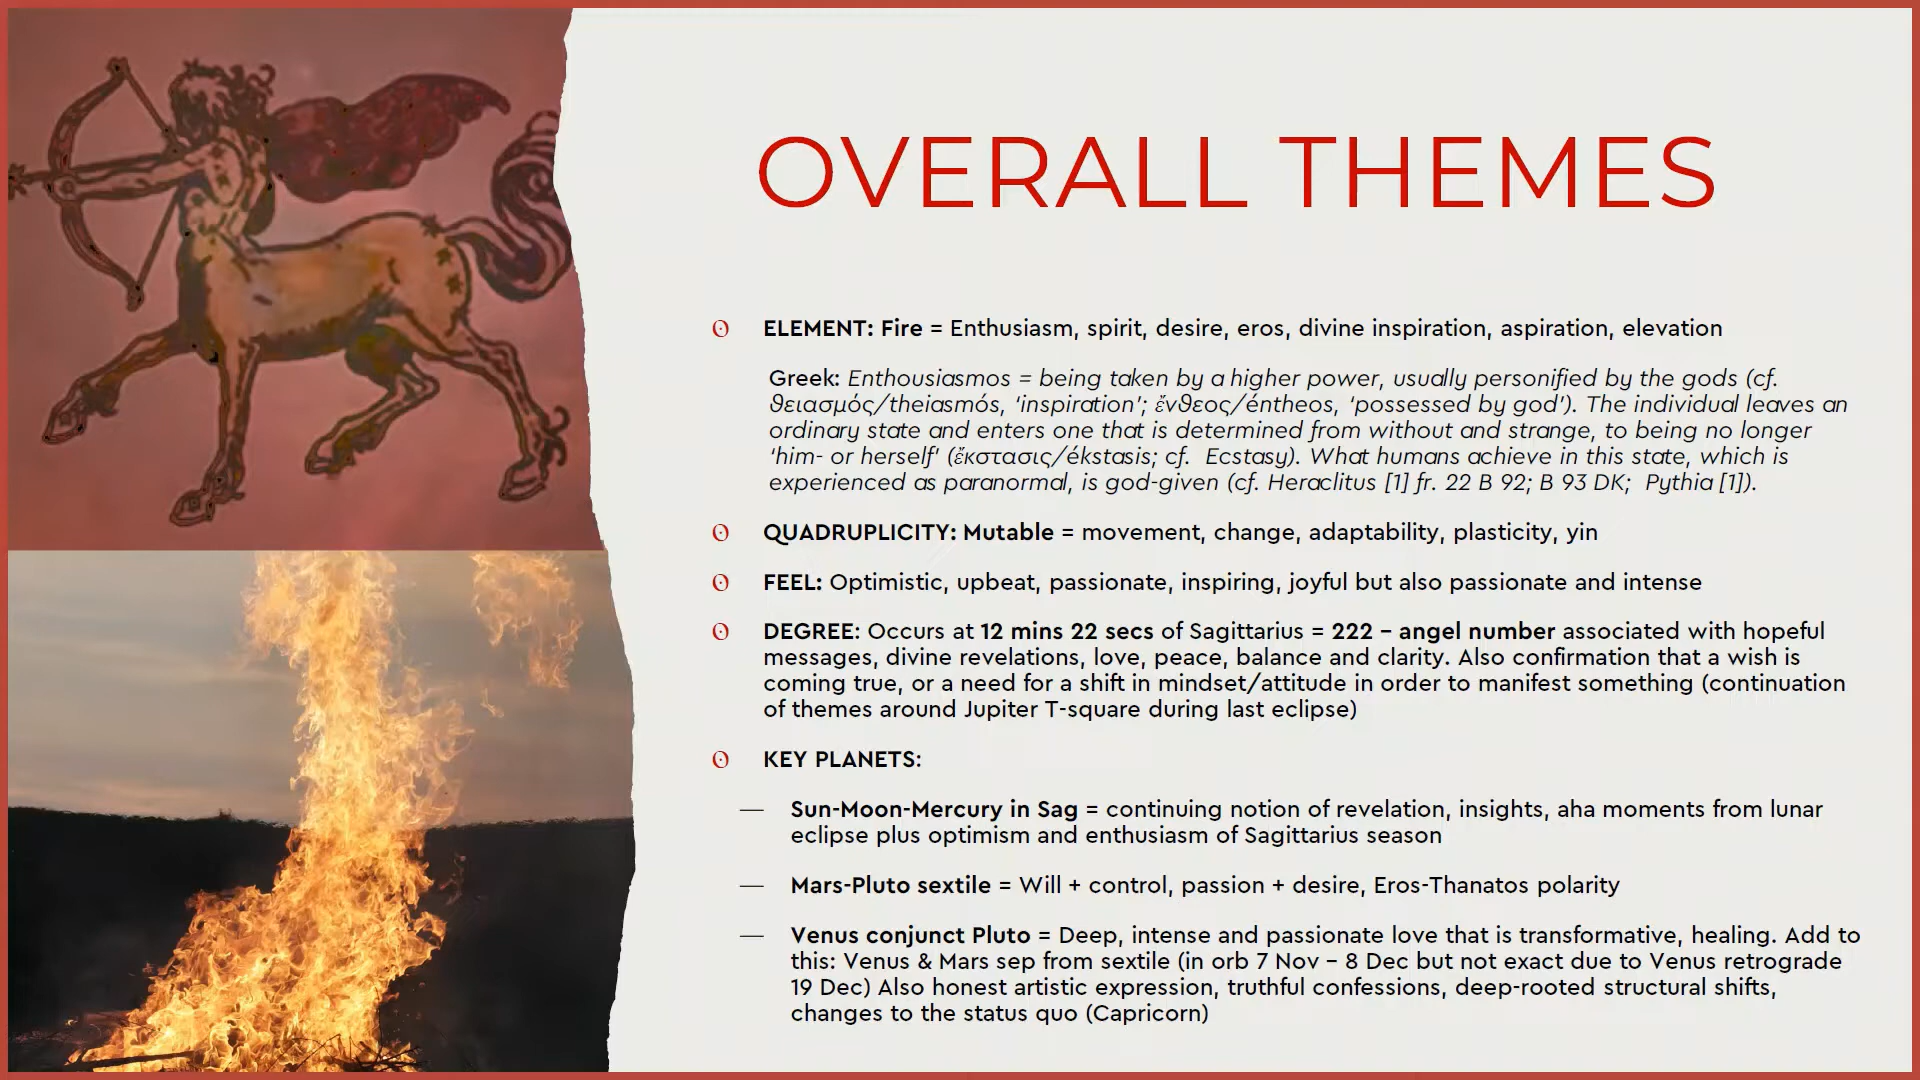 OVERALL THEMES
ELEMENT: Fire = Enthusiasm, spirit, desire, eros, divine inspiration, aspiration, elevation
Greek: Enthousiasmos = being taken by a higher power, usually personified by the gods (cf.
θειασμός/theiasmós, ‘inspiration’; ἔνθεος/éntheos, ‘possessed by god’). The individual leaves an
ordinary state and enters one that is determined from without and strange, to being no longer
‘him- or herself’ (ἔκστασις/ékstasis; cf.  Ecstasy). What humans achieve in this state, which is
experienced as paranormal, is god-given (cf. Heraclitus [1] fr. 22 B 92; B 93 DK;  Pythia [1]).
QUADRUPLICITY: Mutable = movement, change, adaptability, plasticity, yin
FEEL: Optimistic, upbeat, passionate, inspiring, joyful but also passionate and intense
DEGREE: Occurs at 12 mins 22 secs of Sagittarius = 222 – angel number associated with hopeful
messages, divine revelations, love, peace, balance and clarity. Also confirmation that a wish is
coming true, or a need for a shift in mindset/attitude in order to manifest something (continuation
of themes around Jupiter T-square during last eclipse)
KEY PLANETS:
— Sun-Moon-Mercury in Sag = continuing notion of revelation, insights, aha moments from lunar
eclipse plus optimism and enthusiasm of Sagittarius season
— Mars-Pluto sextile = Will + control, passion + desire, Eros-Thanatos polarity
— Venus conjunct Pluto = Deep, intense and passionate love that is transformative, healing. Add to
this: Venus & Mars sep from sextile (in orb 7 Nov – 8 Dec but not exact due to Venus retrograde
19 Dec) Also honest artistic expression, truthful confessions, deep-rooted structural shifts,
changes to the status quo (Capricorn)